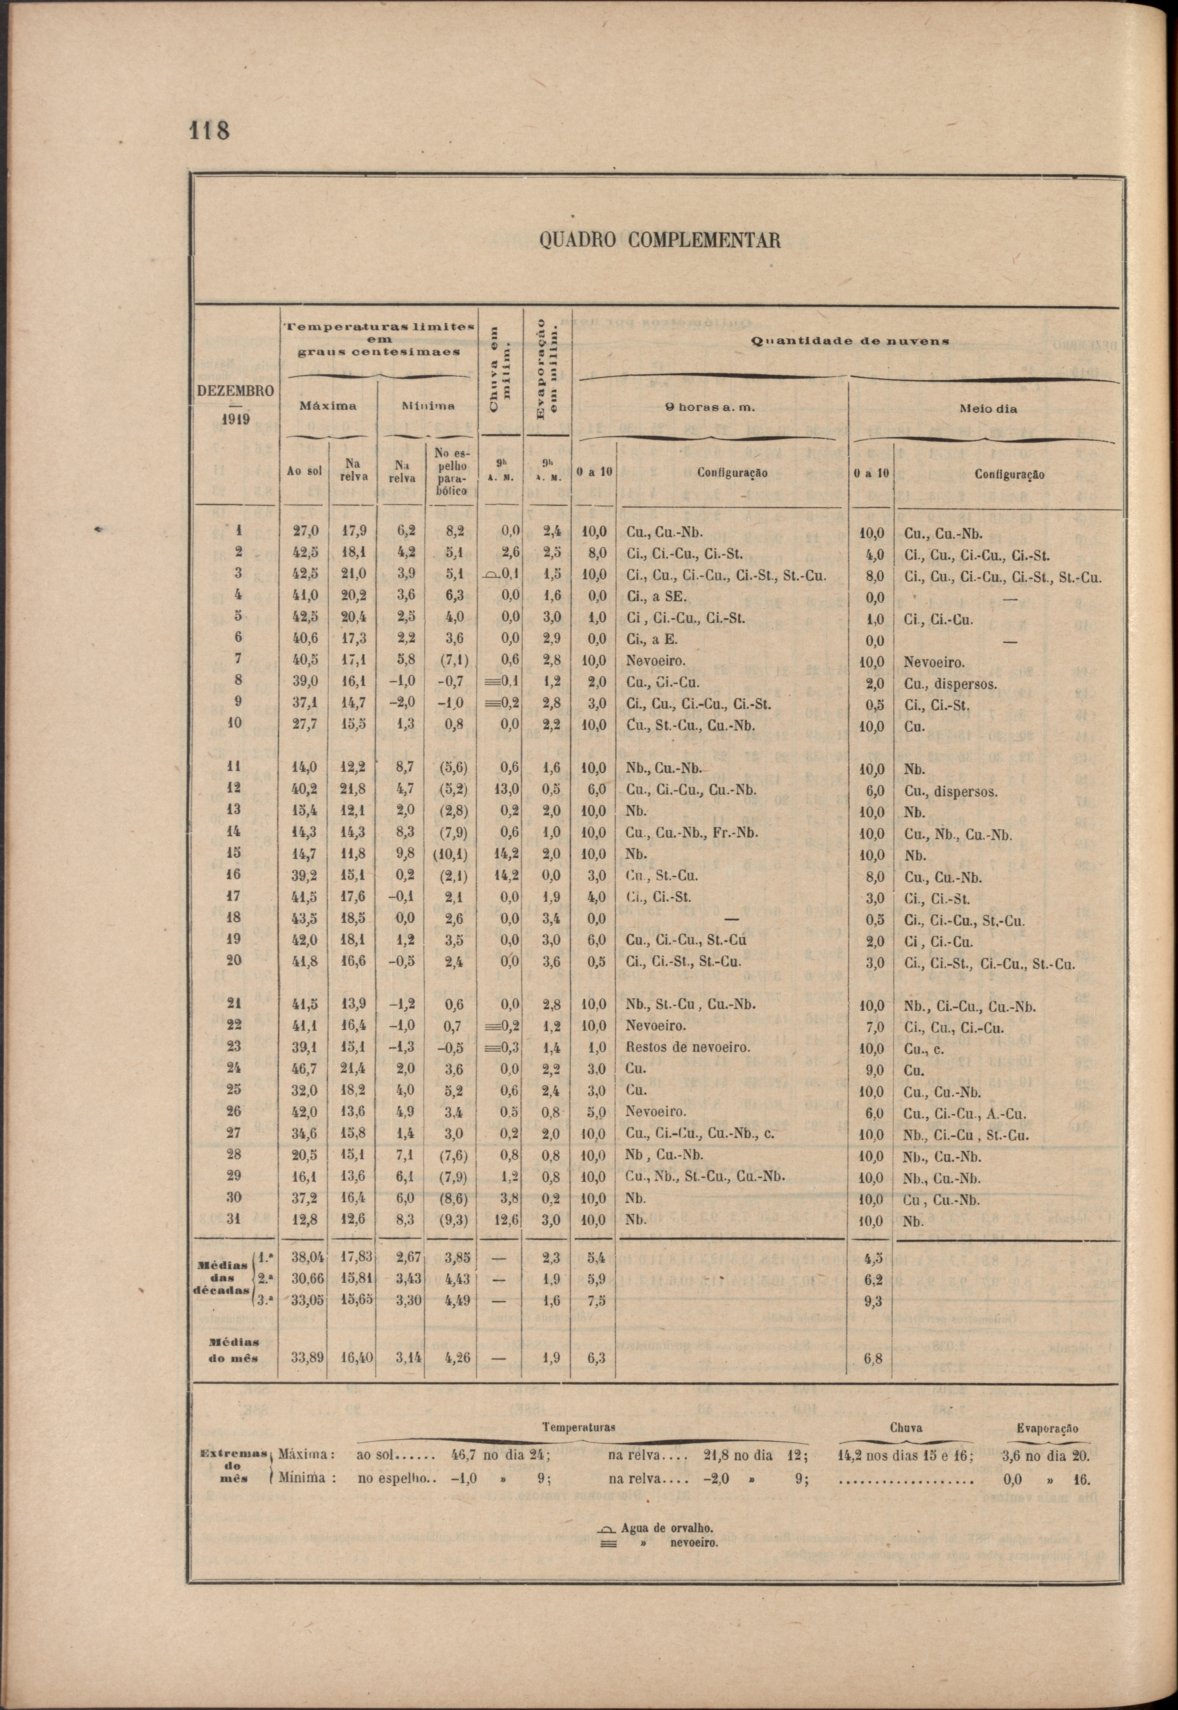 118
QUADRO COMPLEMENTAR
DEZEMBRO
—
1919
Temperaturas limites
em
graus centesimaes
Máxima
Mínima
Ao sol
Na relva
Na relva
No espelho parabólico
Chuva em milim.
9h A. M.
Evaporação em milim.
9h A. M.
Quantidade de nuvens
9 horas a. m.
Meio dia
0 a 10
Configuração
0 a 10
Configuração
1 27,0 17,9 6,2 8,2 0,0 2,4 10,0 Cu., Cu.-Nb. 10,0 Cu., Cu.-Nb.
2 42,5 18,1 4,2 5,1 2,6 2,5 8,0 Ci., Ci.-Cu., Ci.-St. 4,0 Ci., Cu., Ci.-Cu., Ci.-St.
3 42,5 21,0 3,9 5,1 ⌓0,1 1,5 10,0 Ci., Cu., Ci.-Cu., Ci.-St., St.-Cu. 8,0 Ci., Cu., Ci.-Cu., Ci.-St., St.-Cu.
4 41,0 20,2 3,6 6,3 0,0 1,6 0,0 Ci., a SE. 0,0 —
5 42,5 20,4 2,5 4,0 0,0 3,0 1,0 Ci , Ci.-Cu., Ci.-St. 1,0 Ci., Ci.-Cu.
6 40,6 17,3 2,2 3,6 0,0 2,9 0,0 Ci., a E. 0,0 —
7 40,5 17,1 5,8 (7,1) 0,6 2,8 10,0 Nevoeiro. 10,0 Nevoeiro.
8 39,0 16,1 –1,0 –0,7 ≡0,1 1,2 2,0 Cu., Ci.-Cu. 2,0 Cu., dispersos.
9 37,1 14,7 –2,0 –1,0 ≡0,2 2,8 3,0 Ci., Cu., Ci.-Cu., Ci.-St. 0,5 Ci., Ci.-St.
10 27,7 15,5 1,3 0,8 0,0 2,2 10,0 Cu., St.-Cu., Cu.-Nb. 10,0 Cu.
11 14,0 12,2 8,7 (5,6) 0,6 1,6 10,0 Nb., Cu.-Nb. 10,0 Nb.
12 40,2 21,8 4,7 (5,2) 13,0 0,5 6,0 Cu., Ci.-Cu., Cu.-Nb. 6,0 Cu., dispersos.
13 15,4 12,1 2,0 (2,8) 0,2 2,0 10,0 Nb. 10,0 Nb.
14 14,3 14,3 8,3 (7,9) 0,6 1,0 10,0 Cu., Cu.-Nb., Fr.-Nb. 10,0 Cu., Nb., Cu.-Nb.
15 14,7 11,8 9,8 (10,1) 14,2 2,0 10,0 Nb. 10,0 Nb.
16 39,2 15,1 0,2 (2,1) 14,2 0,0 3,0 Cu., St.-Cu. 8,0 Cu., Cu.-Nb.
17 41,5 17,6 –0,1 2,1 0,0 1,9 4,0 Ci., Ci.-St. 3,0 Ci., Ci.-St.
18 43,5 18,5 0,0 2,6 0,0 3,4 0,0 — 0,5 Ci., Ci.-Cu., St.-Cu.
19 42,0 18,1 1,2 3,5 0,0 3,0 6,0 Cu., Ci.-Cu., St.-Cu 2,0 Ci , Ci.-Cu.
20 41,8 16,6 –0,5 2,4 0,0 3,6 0,5 Ci., Ci.-St., St.-Cu. 3,0 Ci., Ci.-St., Ci.-Cu., St.-Cu.
21 41,5 13,9 –1,2 0,6 0,0 2,8 10,0 Nb., St.-Cu , Cu.-Nb. 10,0 Nb., Ci.-Cu., Cu.-Nb.
22 41,1 16,4 –1,0 0,7 ≡0,2 1,2 10,0 Nevoeiro. 7,0 Ci., Cu., Ci.-Cu.
23 39,1 15,1 –1,3 –0,5 ≡0,3 1,4 1,0 Restos de nevoeiro. 10,0 Cu., c.
24 46,7 21,4 2,0 3,6 0,0 2,2 3,0 Cu. 9,0 Cu.
25 32,0 18,2 4,0 5,2 0,6 2,4 3,0 Cu. 10,0 Cu., Cu.-Nb.
26 42,0 13,6 4,9 3,4 0,5 0,8 5,0 Nevoeiro. 6,0 Cu., Ci.-Cu., A.-Cu.
27 34,6 15,8 1,4 3,0 0,2 2,0 10,0 Cu., Ci.-Cu., Cu.-Nb., c. 10,0 Nb., Ci.-Cu , St.-Cu.
28 20,5 15,1 7,1 (7,6) 0,8 0,8 10,0 Nb , Cu.-Nb. 10,0 Nb., Cu.-Nb.
29 16,1 13,6 6,1 (7,9) 1,2 0,8 10,0 Cu., Nb., St.-Cu., Cu.-Nb. 10,0 Nb., Cu.-Nb.
30 37,2 16,4 6,0 (8,6) 3,8 0,2 10,0 Nb. 10,0 Cu , Cu.-Nb.
31 12,8 12,6 8,3 (9,3) 12,6 3,0 10,0 Nb. 10,0 Nb.
Médias das décadas
1.ª 38,04 17,83 2,67 3,85 — 2,3 5,4 4,5
2.ª 30,66 15,81 3,43 4,43 — 1,9 5,9 6,2
3.ª 33,05 15,65 3,30 4,49 — 1,6 7,5 9,3
Médias do mês 33,89 16,40 3,14 4,26 — 1,9 6,3 6,8
Temperaturas Chuva Evaporação
Extremas do mês
Máxima : ao sol...... 46,7 no dia 24; na relva.... 21,8 no dia 12; 14,2 nos dias 15 e 16; 3,6 no dia 20.
Mínima : no espelho.. –1,0 » 9; na relva.... –2,0 » 9; ................... 0,0 » 16.
⌓ Agua de orvalho.
≡ » nevoeiro.